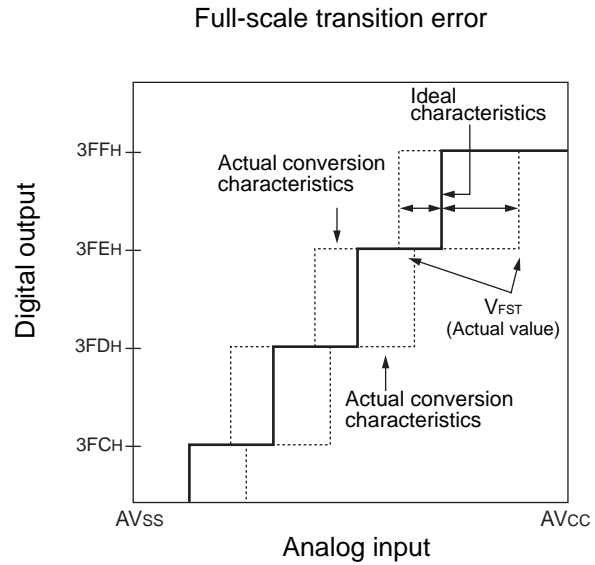 Full-scale transition error
Ideal
characteristics
3FFH
Actual conversion
characteristics
3FEH
Digital output
VFST
(Actual value)
3FDH
Actual conversion
characteristics
3FCH
AVSS
AVCC
Analog input